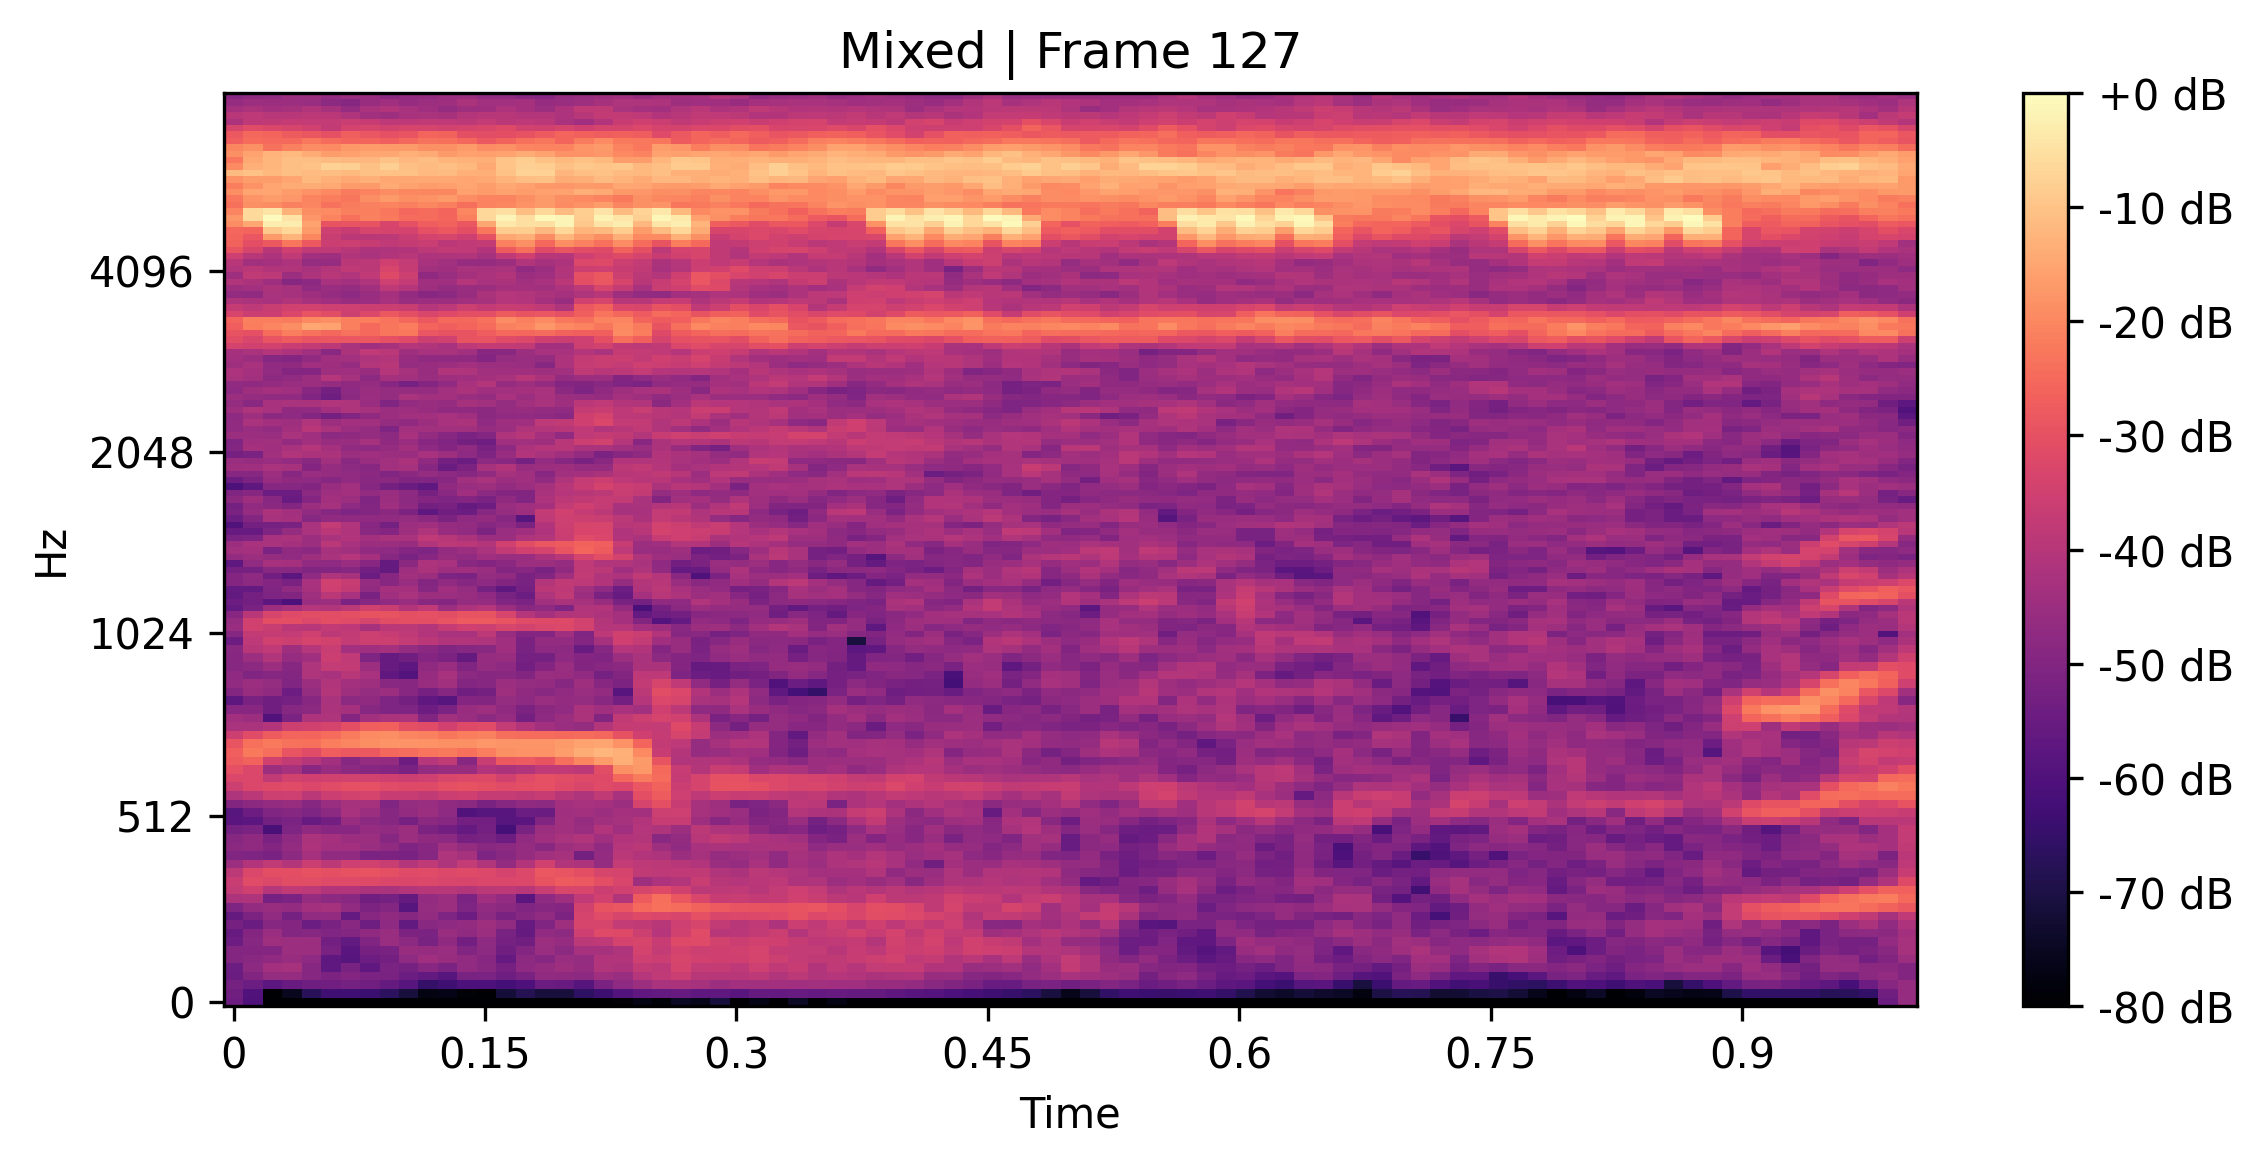 Mixed | Frame 127
+0 dB
-10 dB
-20 dB
-30 dB
-40 dB
-50 dB
-60 dB
-70 dB
-80 dB
Hz
4096
2048
1024
512
0
0 0.15 0.3 0.45 0.6 0.75 0.9
Time